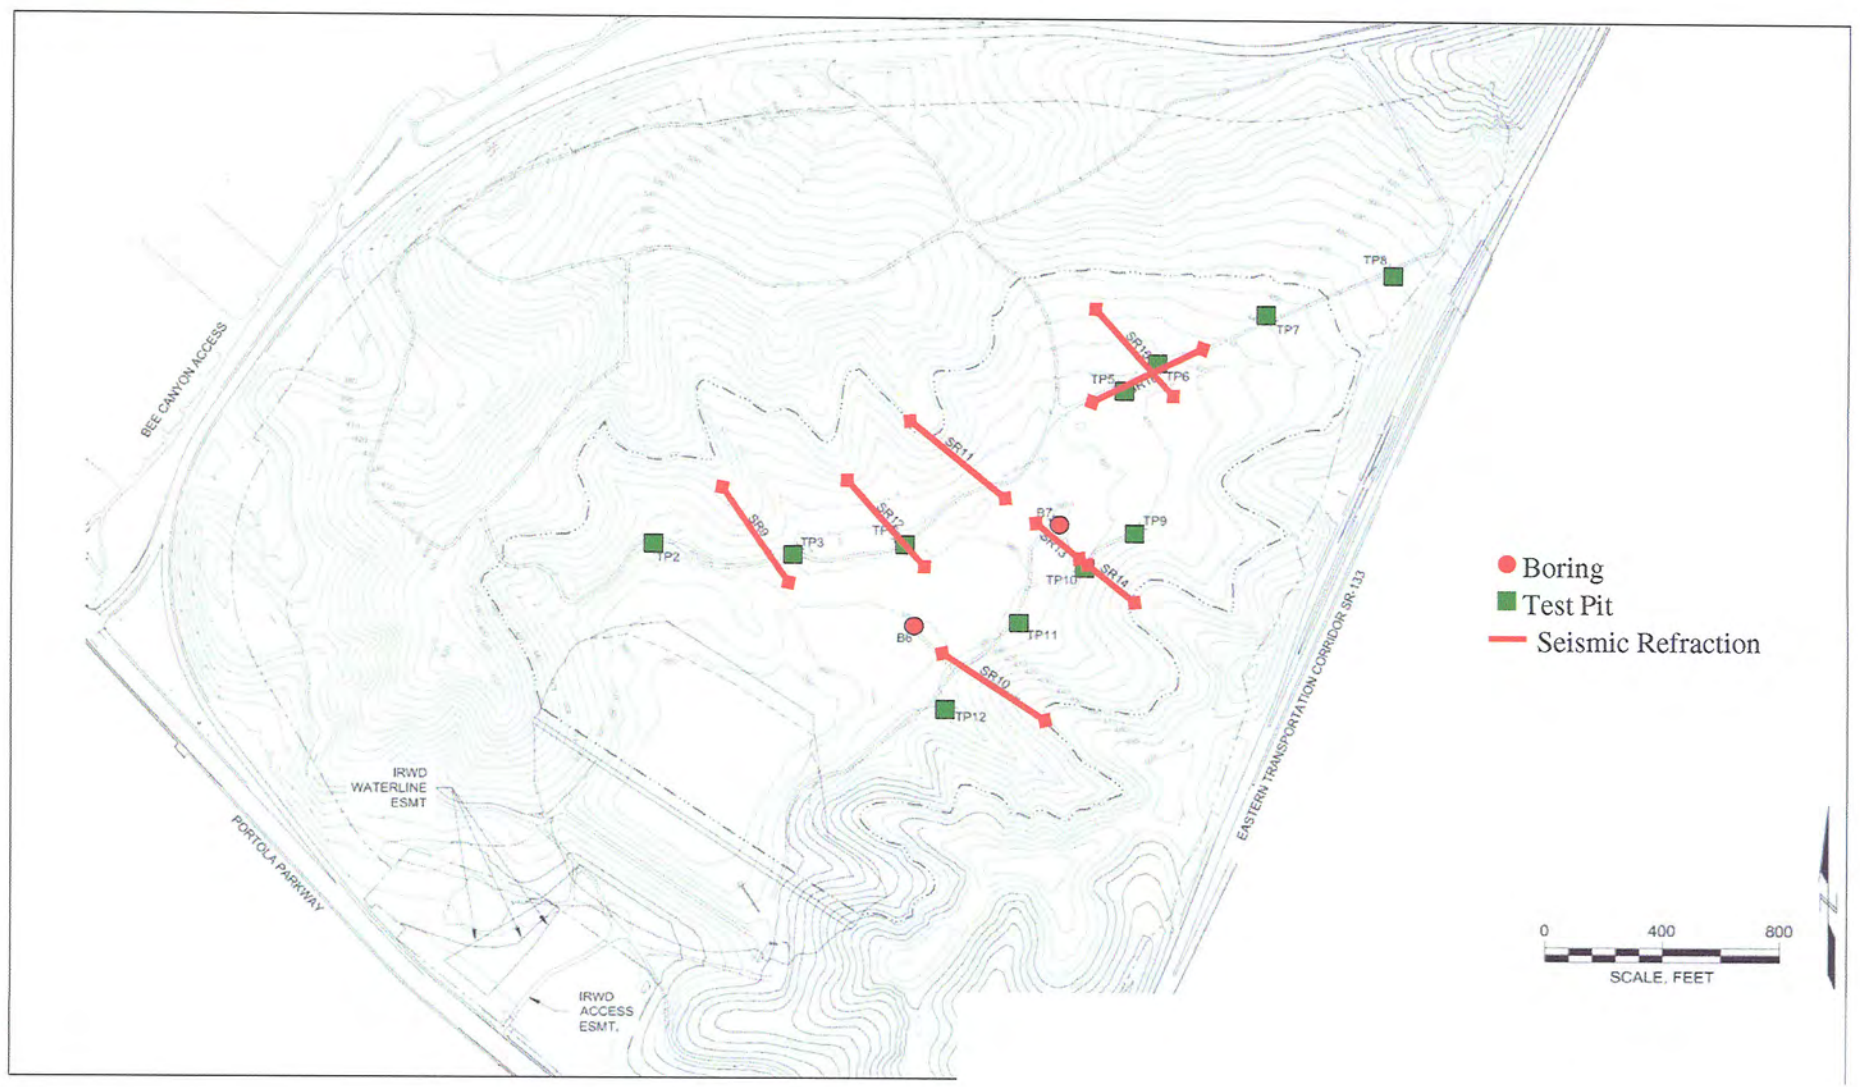 TP8
TP7
SR16
TP5
TP6
BEE CANYON ACCESS
SR11
SR12
SR9
B7
TP9
TP2
TP3
SR13
TP10
SR14
B6
TP11
SR10
TP12
EASTERN TRANSPORTATION CORRIDOR SR-133
Boring
Test Pit
Seismic Refraction
IRWD
WATERLINE
ESMT
PORTOLA PARKWAY
IRWD
ACCESS
ESMT.
0 400 800
SCALE, FEET